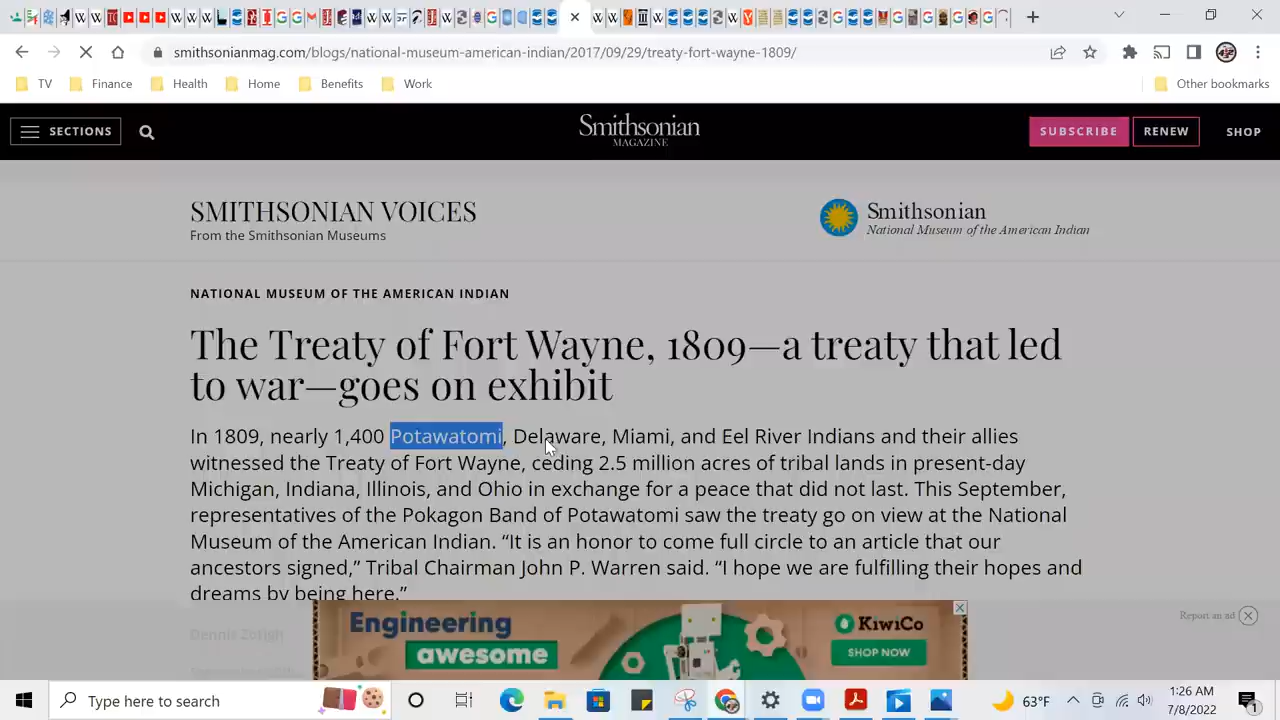 smithsonianmag.com/blogs/national-museum-american-indian/2017/09/29/treaty-fort-wayne-1809/
TV Finance Health Home Benefits Work Other bookmarks
SECTIONS Smithsonian MAGAZINE SUBSCRIBE RENEW SHOP
SMITHSONIAN VOICES
From the Smithsonian Museums
Smithsonian
National Museum of the American Indian
NATIONAL MUSEUM OF THE AMERICAN INDIAN
The Treaty of Fort Wayne, 1809—a treaty that led
to war—goes on exhibit
In 1809, nearly 1,400 Potawatomi, Delaware, Miami, and Eel River Indians and their allies
witnessed the Treaty of Fort Wayne, ceding 2.5 million acres of tribal lands in present-day
Michigan, Indiana, Illinois, and Ohio in exchange for a peace that did not last. This September,
representatives of the Pokagon Band of Potawatomi saw the treaty go on view at the National
Museum of the American Indian. “It is an honor to come full circle to an article that our
ancestors signed,” Tribal Chairman John P. Warren said. “I hope we are fulfilling their hopes and
dreams by being here.”
Engineering
awesome
KiwiCo
SHOP NOW
Report an ad
Type here to search
63°F
1:26 AM
7/8/2022
1